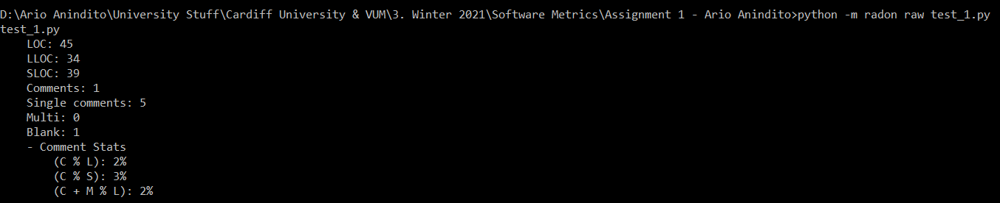 D:\Ario Anindito\University Stuff\Cardiff University & VUM\3. Winter 2021\Software Metrics\Assignment 1 - Ario Anindito>python -m radon raw test_1.py
test_1.py
    LOC: 45
    LLOC: 34
    SLOC: 39
    Comments: 1
    Single comments: 5
    Multi: 0
    Blank: 1
    - Comment Stats
        (C % L): 2%
        (C % S): 3%
        (C + M % L): 2%